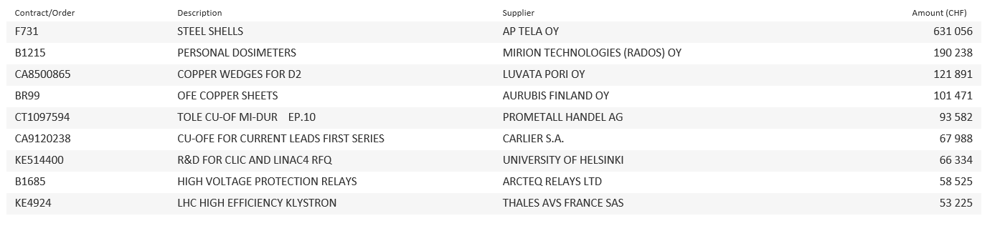 Contract/Order Description Supplier Amount (CHF)
F731 STEEL SHELLS AP TELA OY 631 056
B1215 PERSONAL DOSIMETERS MIRION TECHNOLOGIES (RADOS) OY 190 238
CA8500865 COPPER WEDGES FOR D2 LUVATA PORI OY 121 891
BR99 OFE COPPER SHEETS AURUBIS FINLAND OY 101 471
CT1097594 TOLE CU-OF MI-DUR EP.10 PROMETALL HANDEL AG 93 582
CA9120238 CU-OFE FOR CURRENT LEADS FIRST SERIES CARLIER S.A. 67 988
KE514400 R&D FOR CLIC AND LINAC4 RFQ UNIVERSITY OF HELSINKI 66 334
B1685 HIGH VOLTAGE PROTECTION RELAYS ARCTEQ RELAYS LTD 58 525
KE4924 LHC HIGH EFFICIENCY KLYSTRON THALES AVS FRANCE SAS 53 225